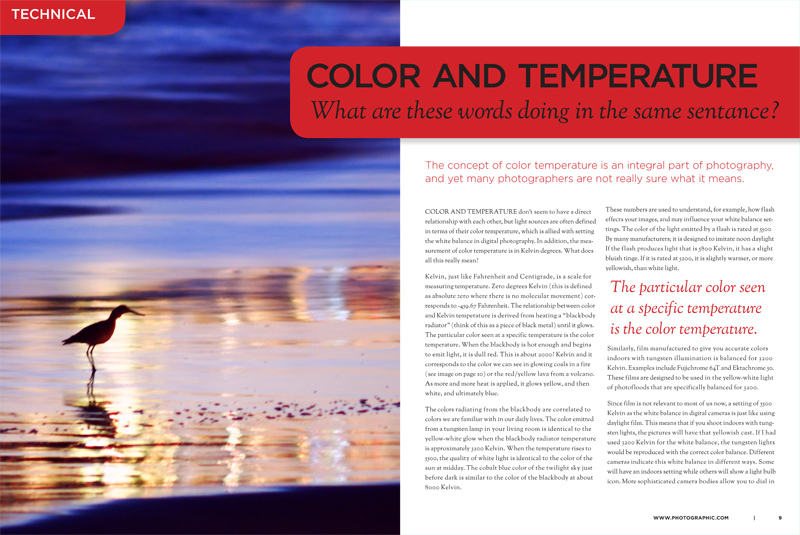 TECHNICAL
COLOR AND TEMPERATURE
What are these words doing in the same sentance?
The concept of color temperature is an integral part of photography,
and yet many photographers are not really sure what it means.
COLOR AND TEMPERATURE don't seem to have a direct
relationship with each other, but light sources are often defined
in terms of their color temperature, which is allied with setting
the white balance in digital photography. In addition, the mea-
surement of color temperature is in Kelvin degrees. What does
all this really mean?
Kelvin, just like Fahrenheit and Centigrade, is a scale for
measuring temperature. Zero degrees Kelvin (this is defined
as absolute zero where there is no molecular movement) cor-
responds to -459.67 Fahrenheit. The relationship between color
and Kelvin temperature is derived from heating a "blackbody
radiator" (think of this as a piece of black metal) until it glows.
The particular color seen at a specific temperature is the color
temperature. When the blackbody is hot enough and begins
to emit light, it is dull red. This is about 2000? Kelvin and it
corresponds to the color we can see in glowing coals in a fire
(see image on page 10) or the red/yellow lava from a volcano.
As more and more heat is applied, it glows yellow, and then
white, and ultimately blue.
The colors radiating from the blackbody are correlated to
colors we are familiar with in our daily lives. The color emitted
from a tungsten lamp in your living room is identical to the
yellow-white glow when the blackbody radiator temperature
is approximately 3200 Kelvin. When the temperature rises to
5500, the quality of white light is identical to the color of the
sun at midday. The cobalt blue color of the twilight sky just
before dark is similar to the color of the blackbody at about
8000 Kelvin.
These numbers are used to understand, for example, how flash
effects your images, and may influence your white balance set-
tings. The color of the light emitted by a flash is rated at 5500
By many manufacturers; it is designed to imitate noon daylight
If the flash produces light that is 5800 Kelvin, it has a slight
bluish tinge. If it is rated at 5200, it is slightly warmer, or more
yellowish, than white light.
The particular color seen
at a specific temperature
is the color temperature.
Similarly, film manufactured to give you accurate colors
indoors with tungsten illumination is balanced for 3200
Kelvin. Examples include Fujichrome 64T and Ektachrome 50.
These films are designed to be used in the yellow-white light
of photofloods that are specifically balanced for 3200.
Since film is not relevant to most of us now, a setting of 5500
Kelvin as the white balance in digital cameras is just like using
daylight film. This means that if you shoot indoors with tung-
sten lights, the pictures will have that yellowish cast. If I had
used 3200 Kelvin for the white balance, the tungsten lights
would be reproduced with the correct color balance. Different
cameras indicate this white balance in different ways. Some
will have an indoors setting while others will show a light bulb
icon. More sophisticated camera bodies allow you to dial in
WWW.PHOTOGRAPHIC.COM | 9